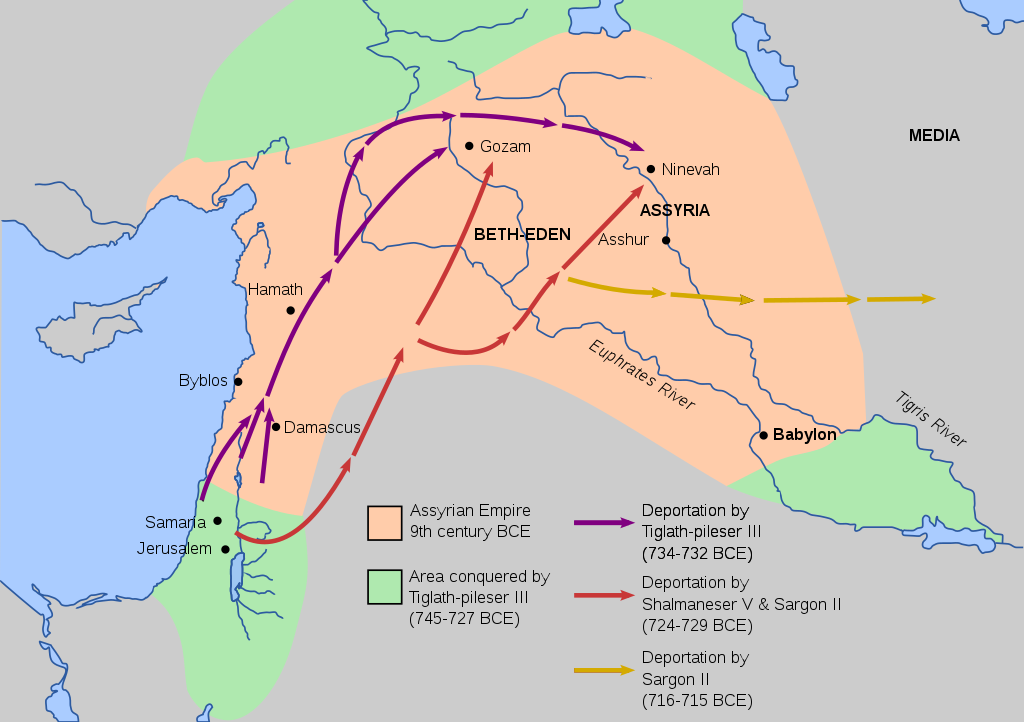 MEDIA
Gozam
Ninevah
ASSYRIA
BETH-EDEN
Asshur
Hamath
Byblos
Euphrates River
Damascus
Tigris River
Babylon
Samaria
Jerusalem
Assyrian Empire
9th century BCE
Area conquered by
Tiglath-pileser III
(745-727 BCE)
Deportation by
Tiglath-pileser III
(734-732 BCE)
Deportation by
Shalmaneser V & Sargon II
(724-729 BCE)
Deportation by
Sargon II
(716-715 BCE)